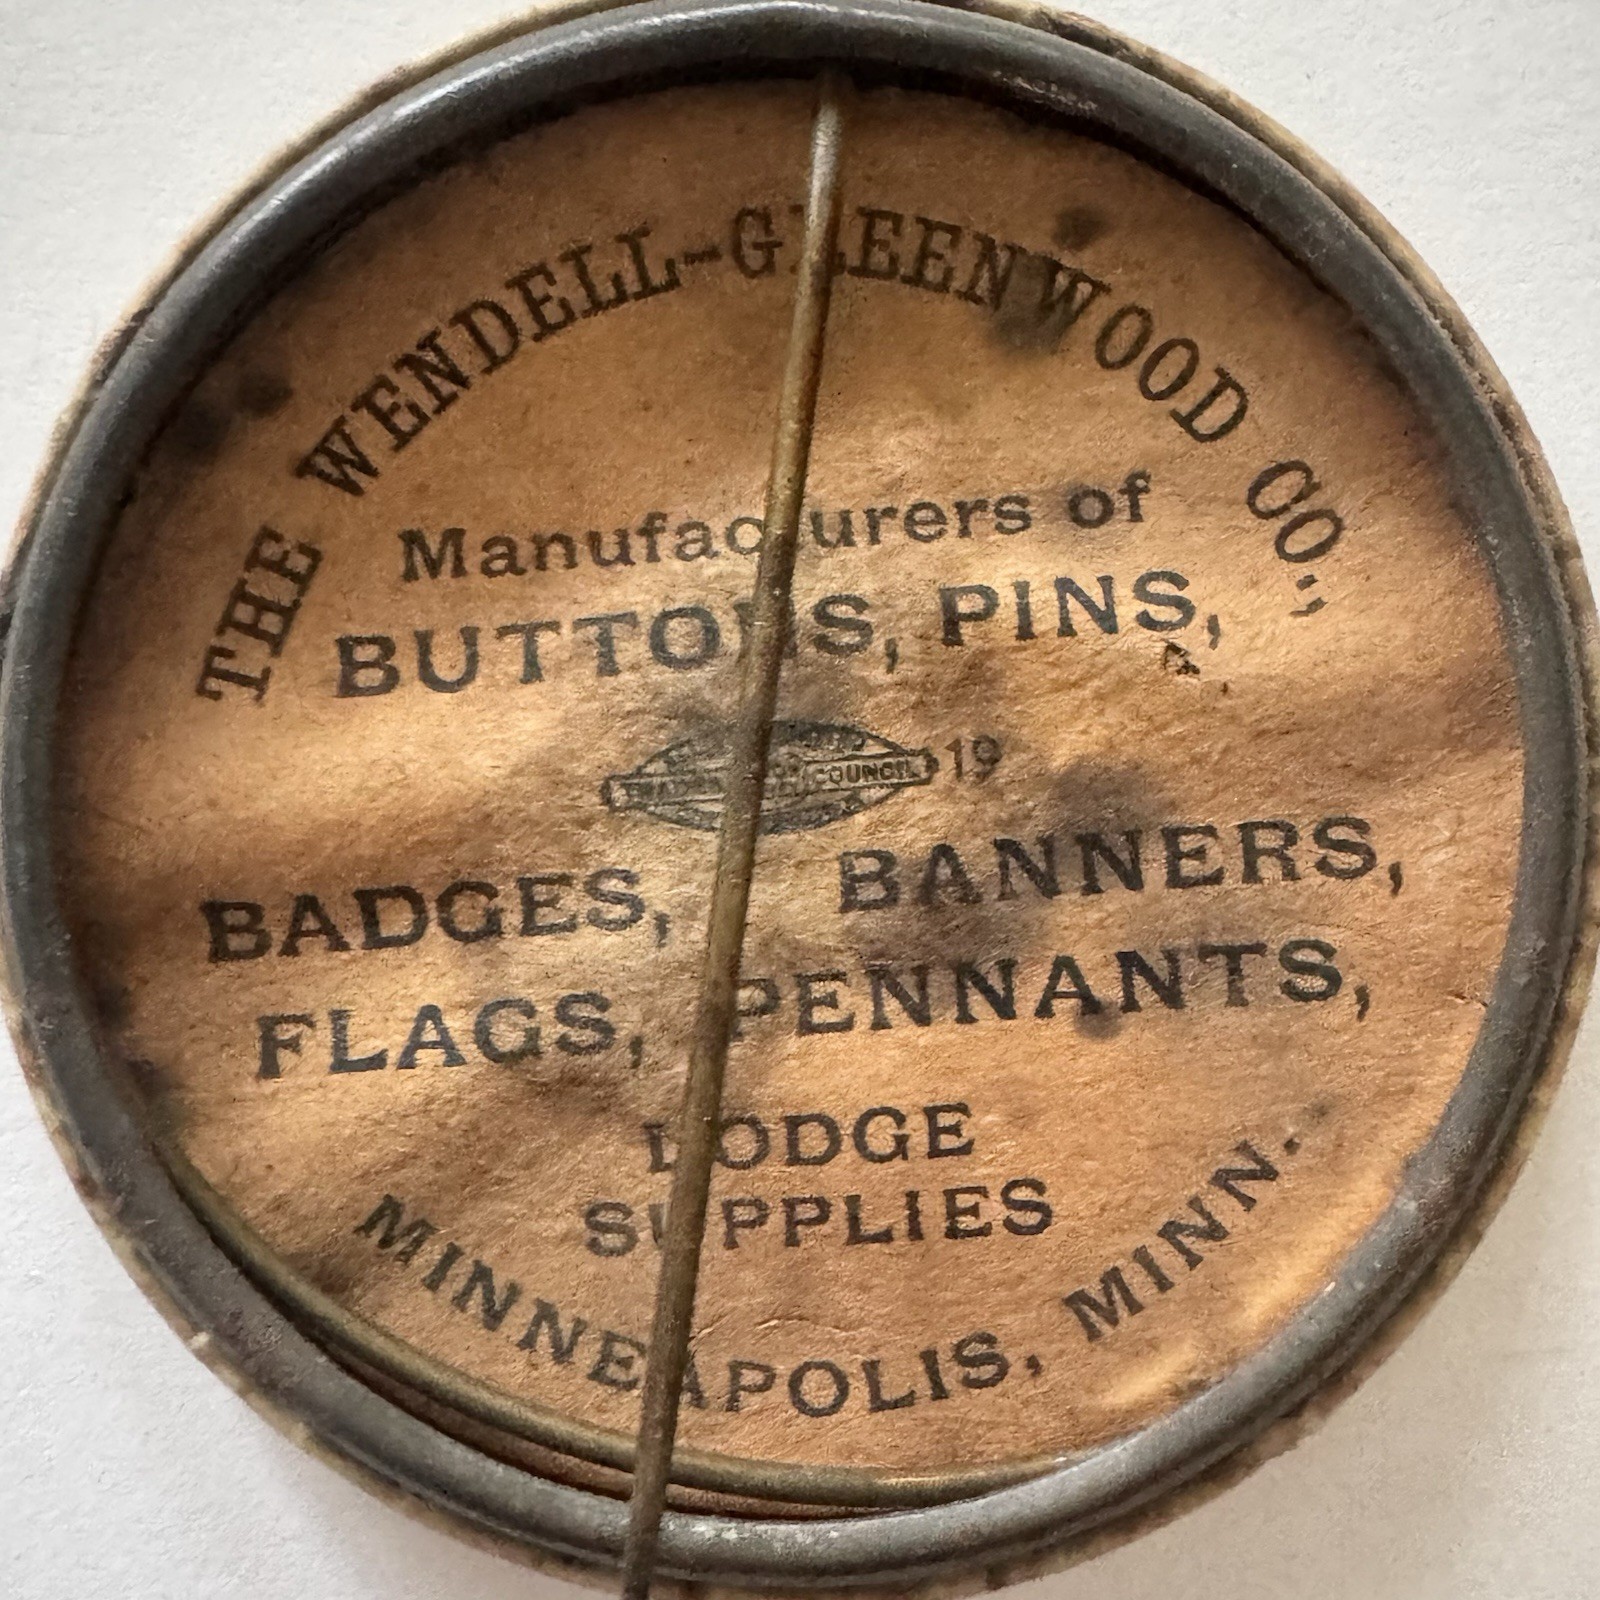 THE WENDELL-GREENWOOD CO.,
Manufacturers of
BUTTONS, PINS,
COUNCIL 19
BADGES, BANNERS,
FLAGS, PENNANTS,
LODGE
SUPPLIES
MINNEAPOLIS, MINN.